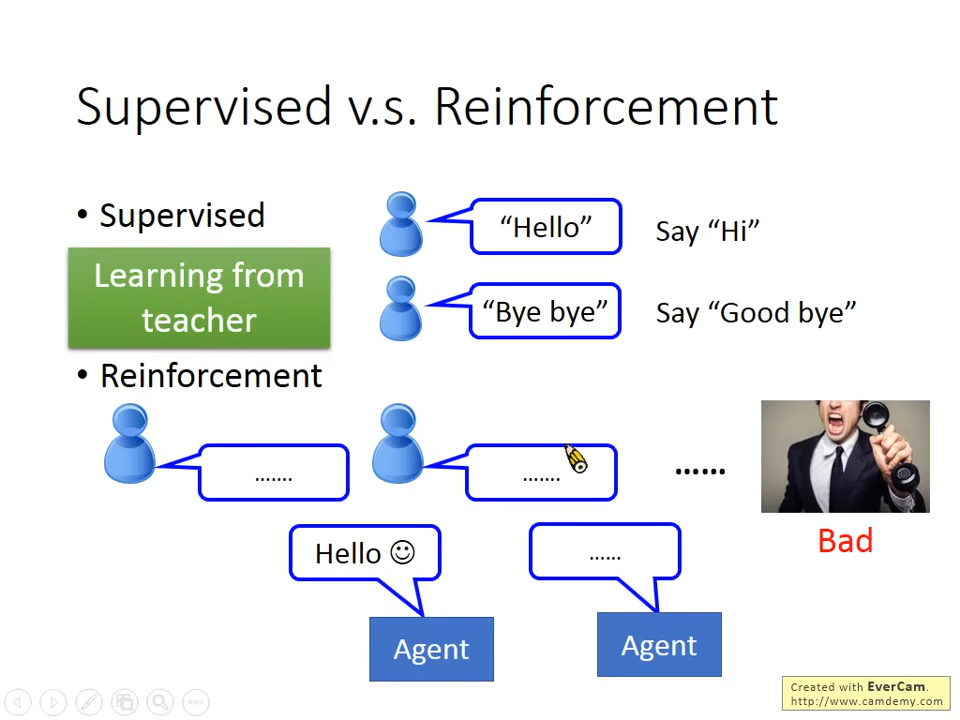 Supervised v.s. Reinforcement
• Supervised
“Hello”
Say “Hi”
Learning from
teacher
“Bye bye”
Say “Good bye”
• Reinforcement
…….
…….
……
Hello ☺
……
Bad
Agent
Agent
Created with EverCam.
http://www.camdemy.com